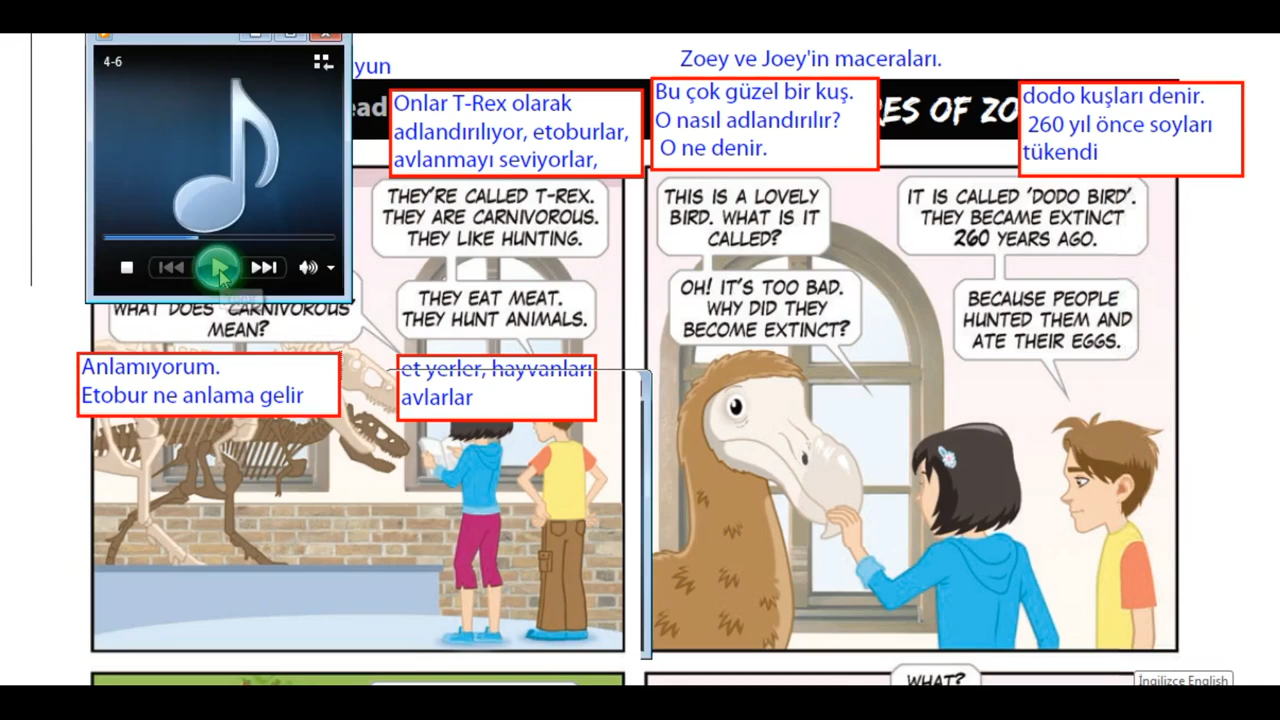 4-6
yun
Zoey ve Joey'in maceraları.
ead
Onlar T-Rex olarak
adlandırılıyor, etoburlar,
avlanmayı seviyorlar,
Bu çok güzel bir kuş.
O nasıl adlandırılır?
O ne denir.
RES OF ZO
dodo kuşları denir.
260 yıl önce soyları
tükendi
THEY'RE CALLED T-REX.
THEY ARE CARNIVOROUS.
THEY LIKE HUNTING.
WHAT DOES 'CARNIVOROUS'
MEAN?
THEY EAT MEAT.
THEY HUNT ANIMALS.
Anlamıyorum.
Etobur ne anlama gelir
et yerler, hayvanları
avlarlar
THIS IS A LOVELY
BIRD. WHAT IS IT
CALLED?
IT IS CALLED 'DODO BIRD'.
THEY BECAME EXTINCT
260 YEARS AGO.
OH! IT'S TOO BAD.
WHY DID THEY
BECOME EXTINCT?
BECAUSE PEOPLE
HUNTED THEM AND
ATE THEIR EGGS.
WHAT?
İngilizce English